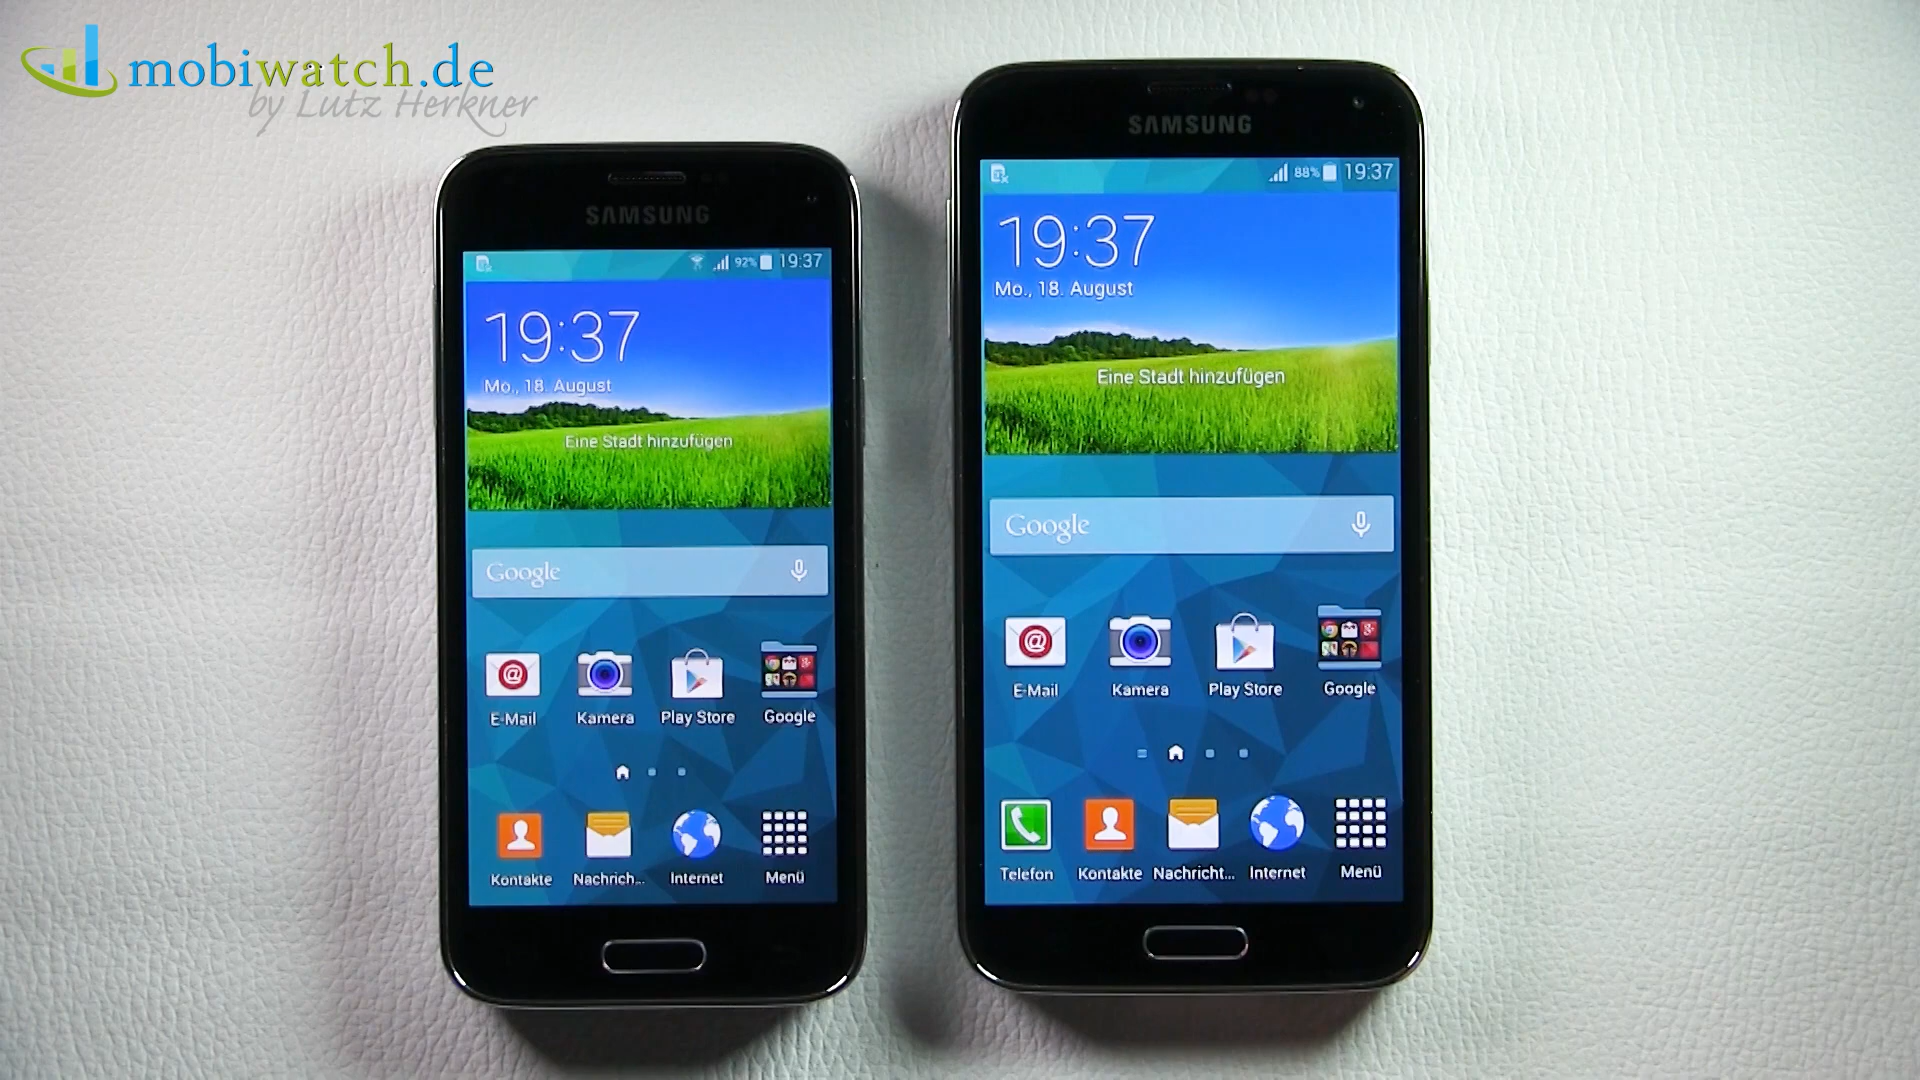 mobiwatch.de
by Lutz Herkner
SAMSUNG
92% 19:37
19:37
Mo., 18. August
Eine Stadt hinzufügen
Google
E-Mail Kamera Play Store Google
Kontakte Nachrich... Internet Menü
SAMSUNG
88% 19:37
19:37
Mo., 18. August
Eine Stadt hinzufügen
Google
E-Mail Kamera Play Store Google
Telefon Kontakte Nachricht... Internet Menü